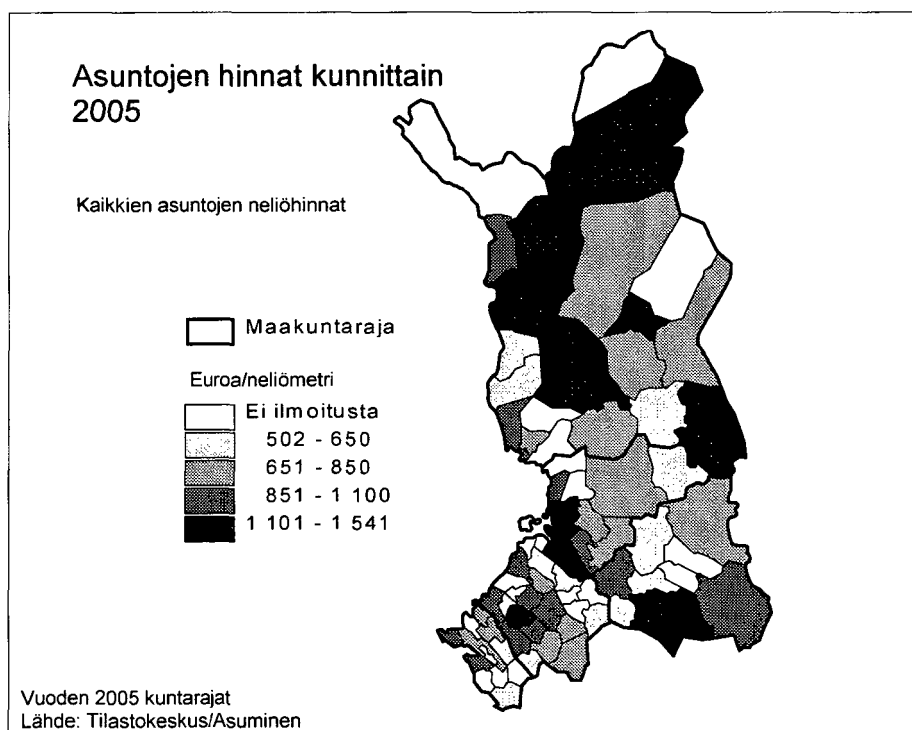 Asuntojen hinnat kunnittain
2005
Kaikkien asuntojen neliöhinnat
Maakuntaraja
Euroa/neliömetri
Ei ilmoitusta
502 - 650
651 - 850
851 - 1 100
1 101 - 1 541
Vuoden 2005 kuntarajat
Lähde: Tilastokeskus/Asuminen